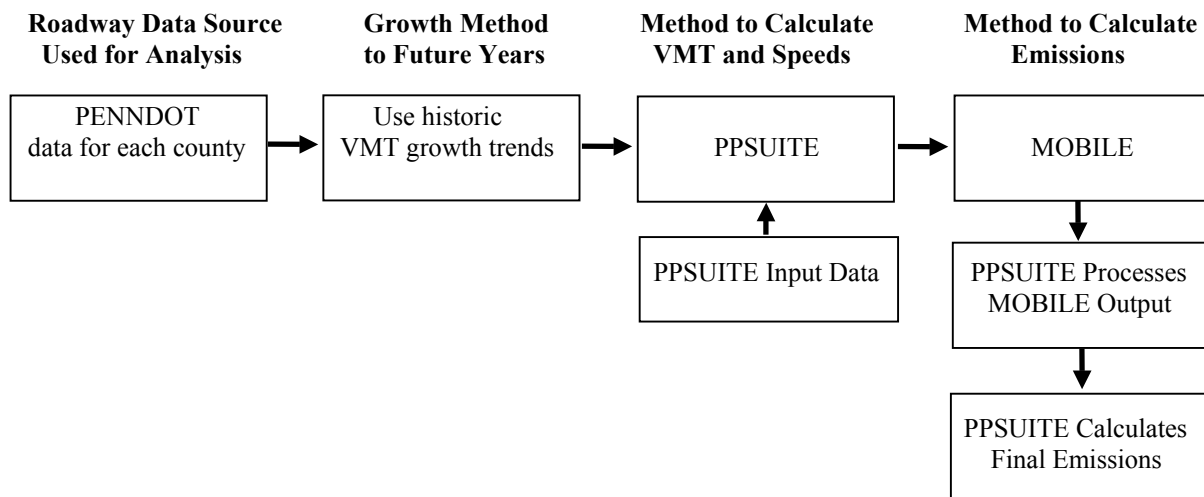 Roadway Data Source
Used for Analysis
Growth Method
to Future Years
Method to Calculate
VMT and Speeds
Method to Calculate
Emissions
PENNDOT
data for each county
Use historic
VMT growth trends
PPSUITE
MOBILE
PPSUITE Input Data
PPSUITE Processes
MOBILE Output
PPSUITE Calculates
Final Emissions